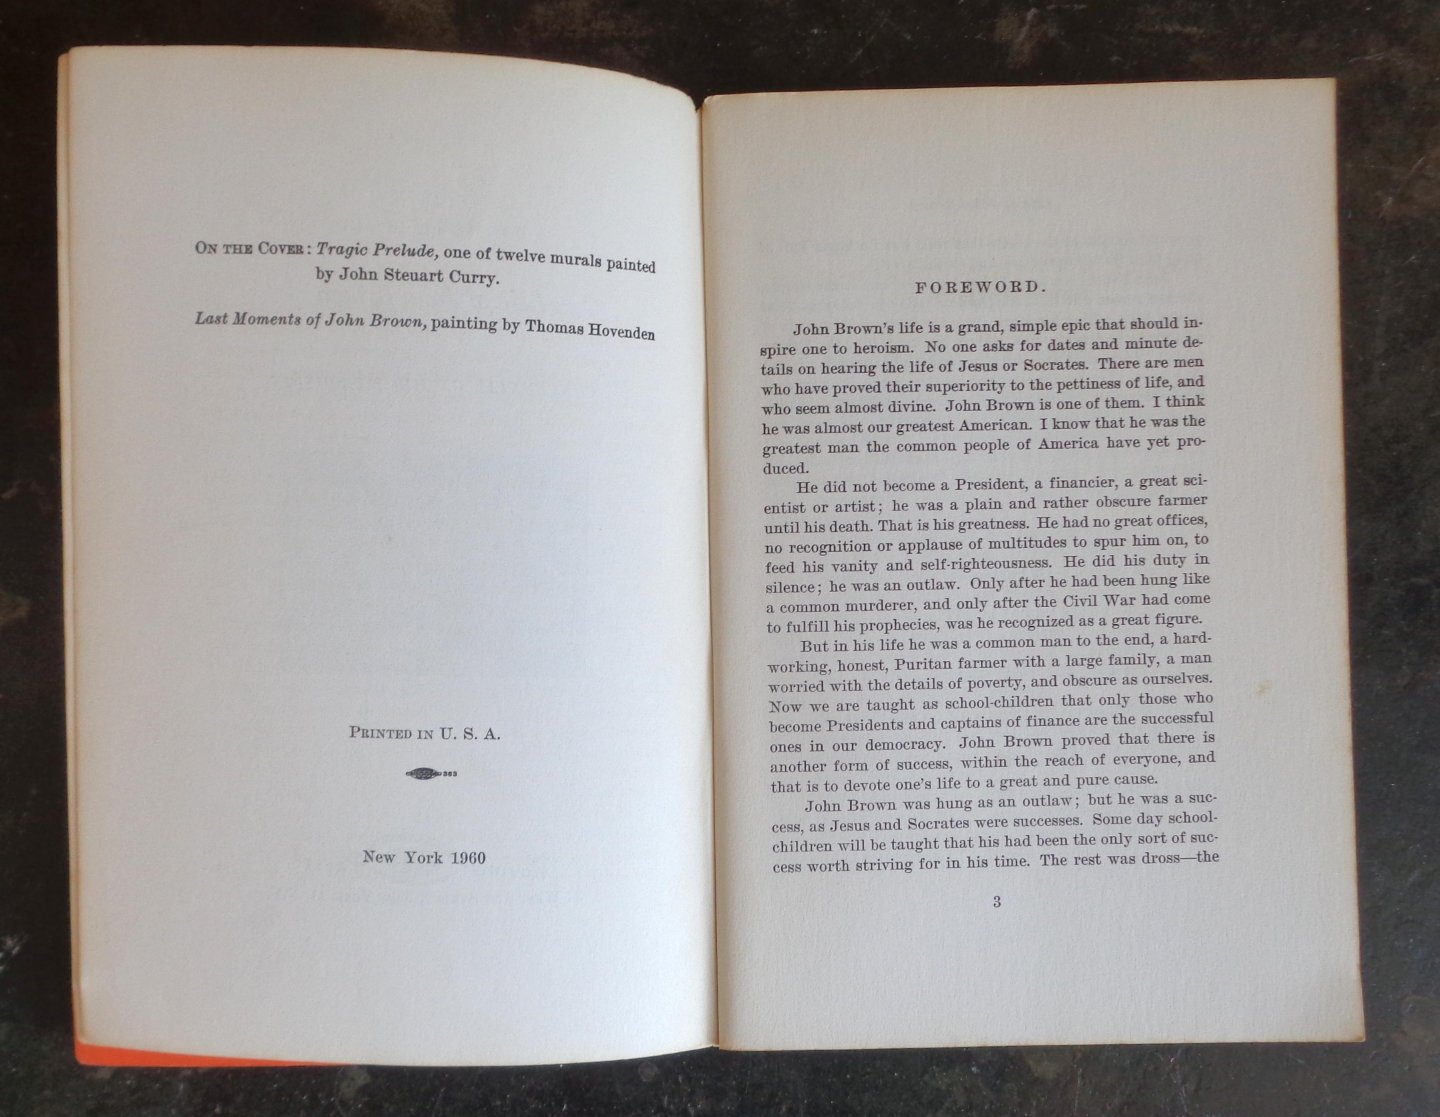 On the Cover: Tragic Prelude, one of twelve murals painted
by John Steuart Curry.
Last Moments of John Brown, painting by Thomas Hovenden
Printed in U. S. A.
363
New York 1960
FOREWORD.
John Brown's life is a grand, simple epic that should in-
spire one to heroism. No one asks for dates and minute de-
tails on hearing the life of Jesus or Socrates. There are men
who have proved their superiority to the pettiness of life, and
who seem almost divine. John Brown is one of them. I think
he was almost our greatest American. I know that he was the
greatest man the common people of America have yet pro-
duced.
He did not become a President, a financier, a great sci-
entist or artist; he was a plain and rather obscure farmer
until his death. That is his greatness. He had no great offices,
no recognition or applause of multitudes to spur him on, to
feed his vanity and self-righteousness. He did his duty in
silence; he was an outlaw. Only after he had been hung like
a common murderer, and only after the Civil War had come
to fulfill his prophecies, was he recognized as a great figure.
But in his life he was a common man to the end, a hard-
working, honest, Puritan farmer with a large family, a man
worried with the details of poverty, and obscure as ourselves.
Now we are taught as school-children that only those who
become Presidents and captains of finance are the successful
ones in our democracy. John Brown proved that there is
another form of success, within the reach of everyone, and
that is to devote one's life to a great and pure cause.
John Brown was hung as an outlaw; but he was a suc-
cess, as Jesus and Socrates were successes. Some day school-
children will be taught that his had been the only sort of suc-
cess worth striving for in his time. The rest was dross—the
3